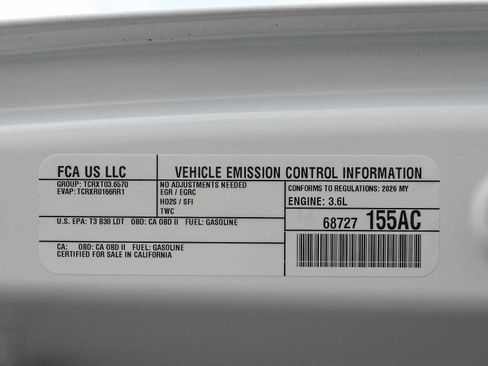 FCA US LLC
GROUP: TCRXT03.6570
EVAP: TCRXR0166RR1
VEHICLE EMISSION CONTROL INFORMATION
NO ADJUSTMENTS NEEDED
EGR / EGRC
HO2S / SFI
TWC
CONFORMS TO REGULATIONS: 2026 MY
ENGINE: 3.6L
U.S. EPA: T3 B30 LDT OBD: CA OBD II FUEL: GASOLINE
68727 155AC
CA: OBD: CA OBD II FUEL: GASOLINE
CERTIFIED FOR SALE IN CALIFORNIA